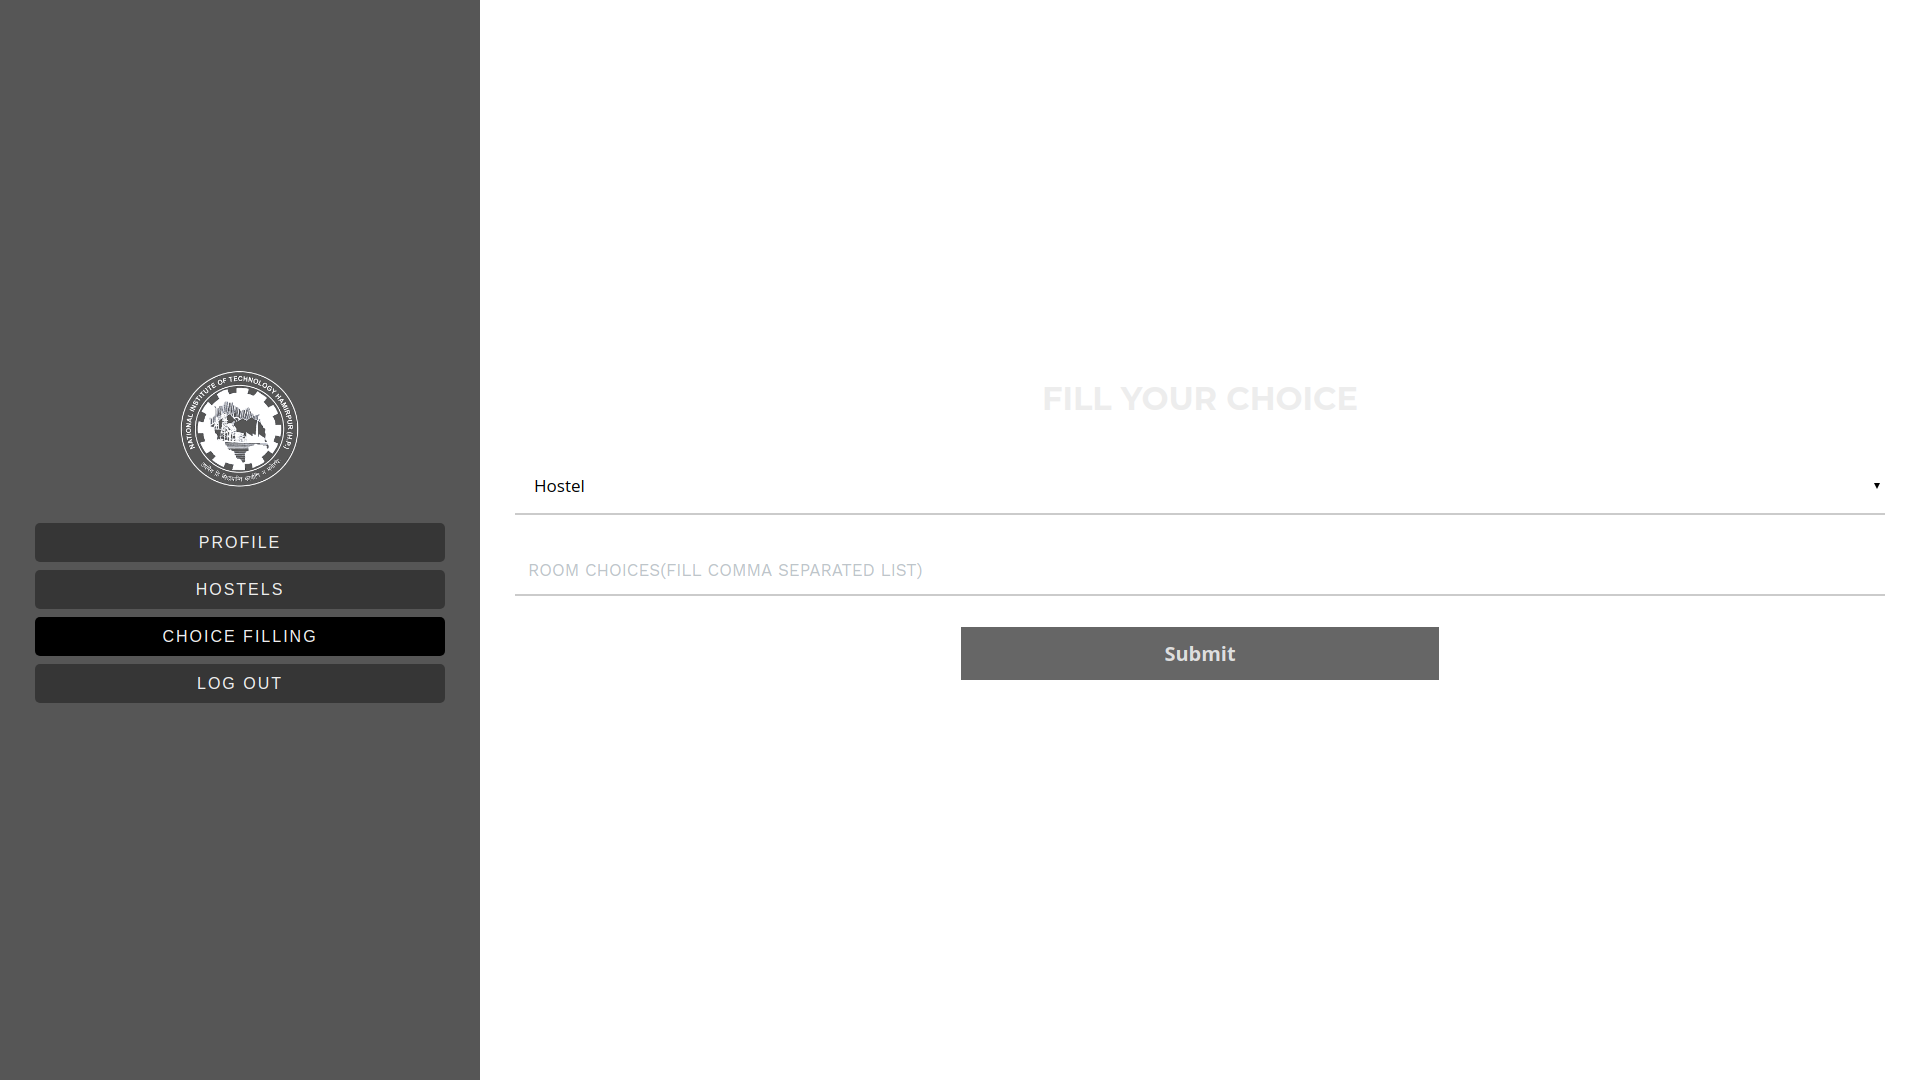 NATIONAL INSTITUTE OF TECHNOLOGY HAMIRPUR (H.P.)
PROFILE
HOSTELS
CHOICE FILLING
LOG OUT
FILL YOUR CHOICE
Hostel
ROOM CHOICES(FILL COMMA SEPARATED LIST)
Submit